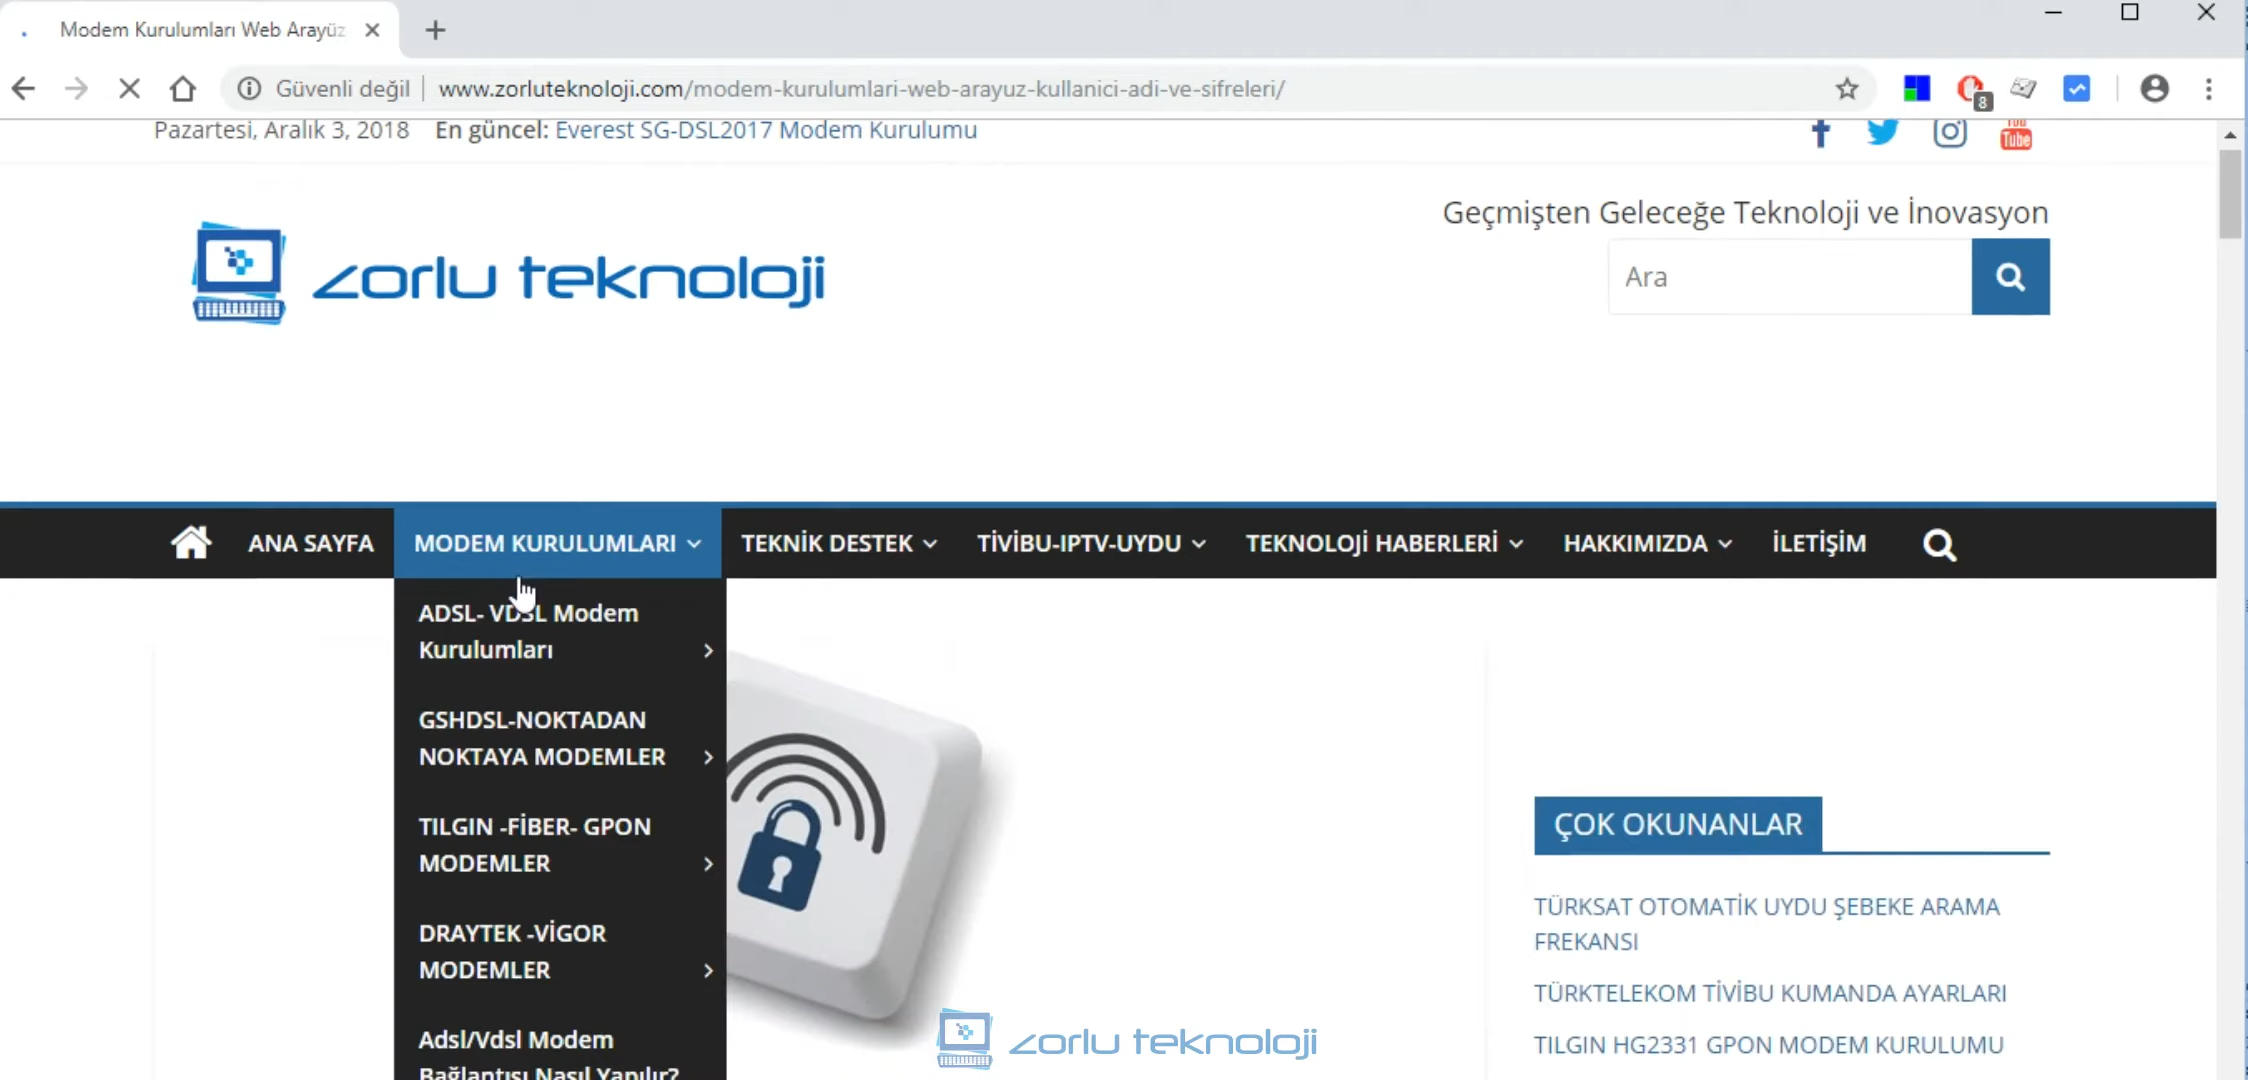 Modem Kurulumları Web Arayüz
Güvenli değil
www.zorluteknoloji.com/modem-kurulumlari-web-arayuz-kullanici-adi-ve-sifreleri/
8
Pazartesi, Aralık 3, 2018 En güncel: Everest SG-DSL2017 Modem Kurulumu
You
Tube
zorlu teknoloji
Geçmişten Geleceğe Teknoloji ve İnovasyon
Ara
ANA SAYFA MODEM KURULUMLARI TEKNİK DESTEK TİVİBU-IPTV-UYDU TEKNOLOJİ HABERLERİ HAKKIMIZDA İLETİŞİM
ADSL- VDSL Modem
Kurulumları
GSHDSL-NOKTADAN
NOKTAYA MODEMLER
TILGIN -FİBER- GPON
MODEMLER
DRAYTEK -VİGOR
MODEMLER
Adsl/Vdsl Modem
Bağlantısı Nasıl Yapılır?
ÇOK OKUNANLAR
TÜRKSAT OTOMATİK UYDU ŞEBEKE ARAMA
FREKANSI
TÜRKTELEKOM TİVİBU KUMANDA AYARLARI
TILGIN HG2331 GPON MODEM KURULUMU
zorlu teknoloji